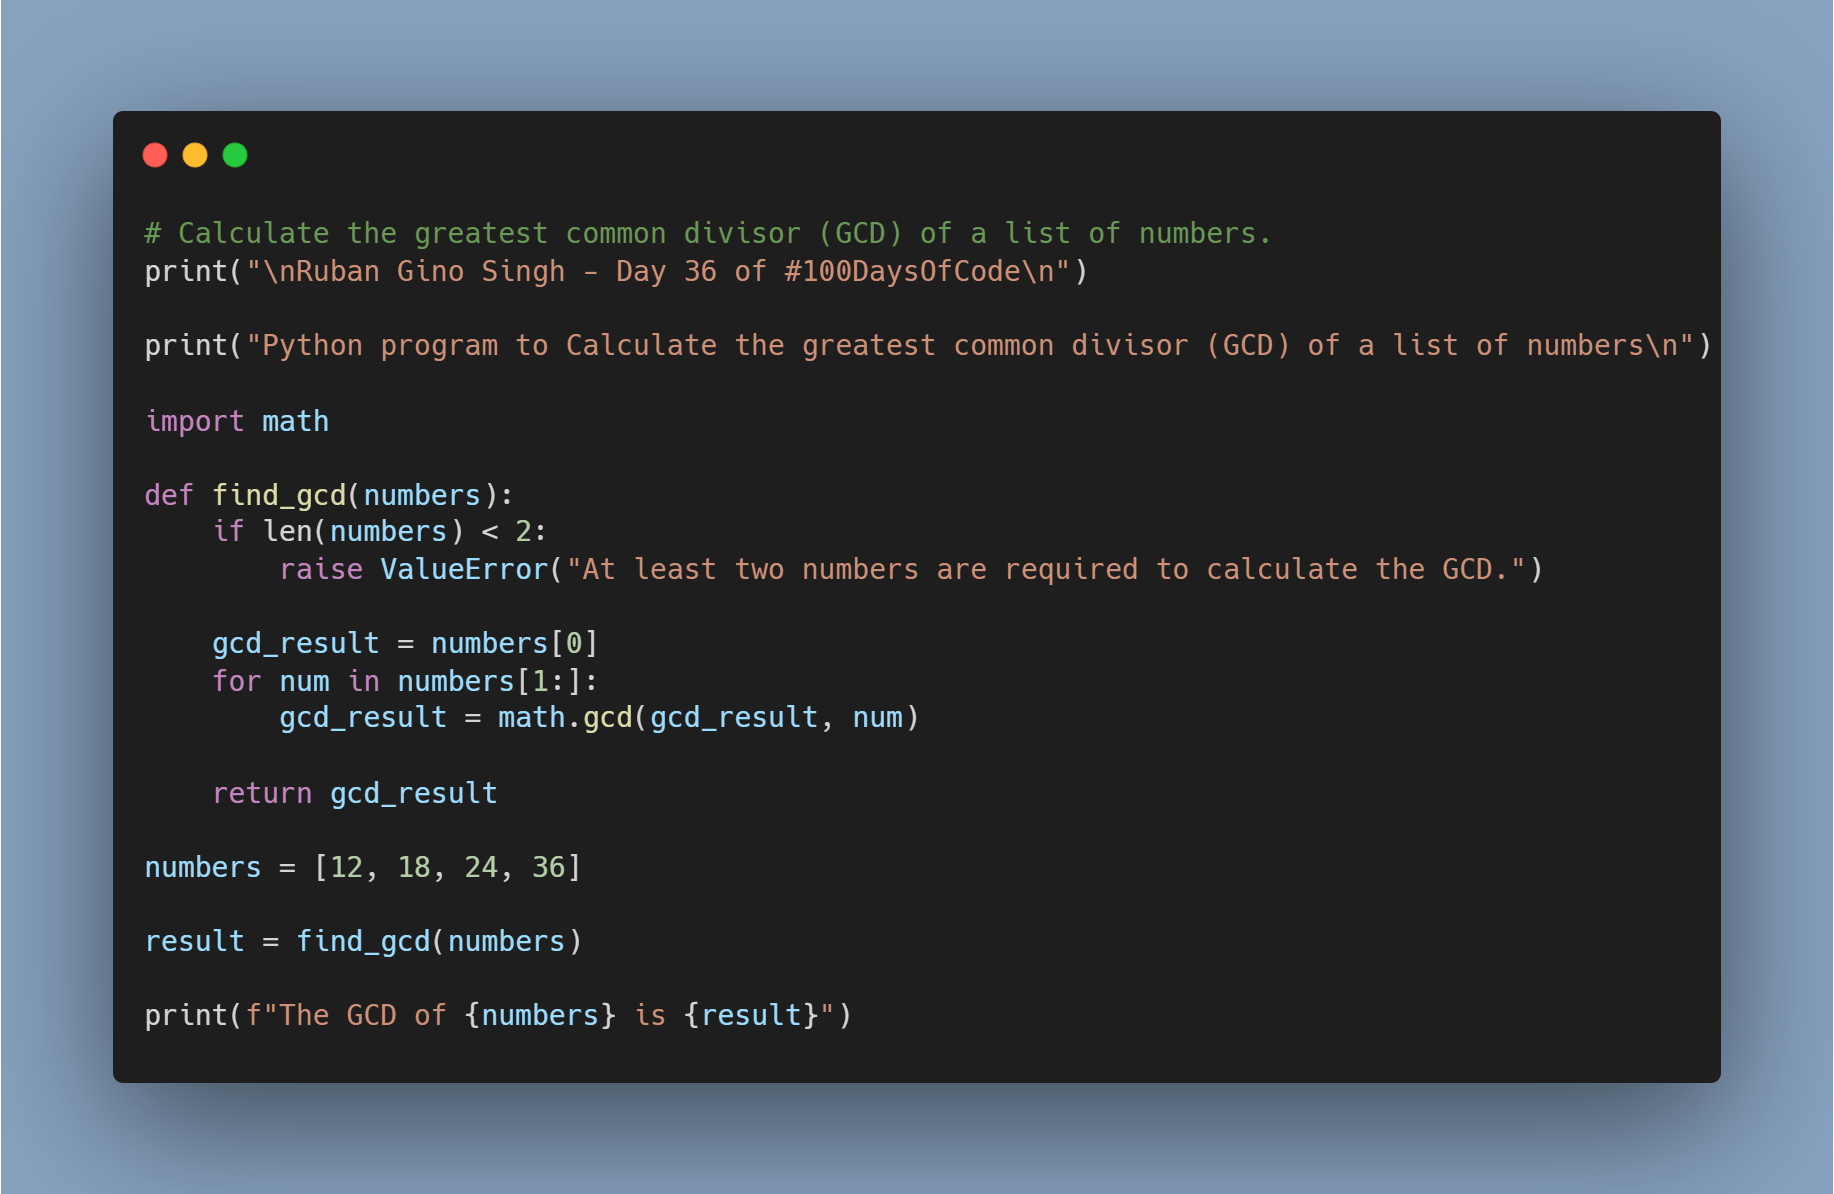 # Calculate the greatest common divisor (GCD) of a list of numbers.
print("\nRuban Gino Singh - Day 36 of #100DaysOfCode\n")

print("Python program to Calculate the greatest common divisor (GCD) of a list of numbers\n")

import math

def find_gcd(numbers):
    if len(numbers) < 2:
        raise ValueError("At least two numbers are required to calculate the GCD.")

    gcd_result = numbers[0]
    for num in numbers[1:]:
        gcd_result = math.gcd(gcd_result, num)

    return gcd_result

numbers = [12, 18, 24, 36]

result = find_gcd(numbers)

print(f"The GCD of {numbers} is {result}")